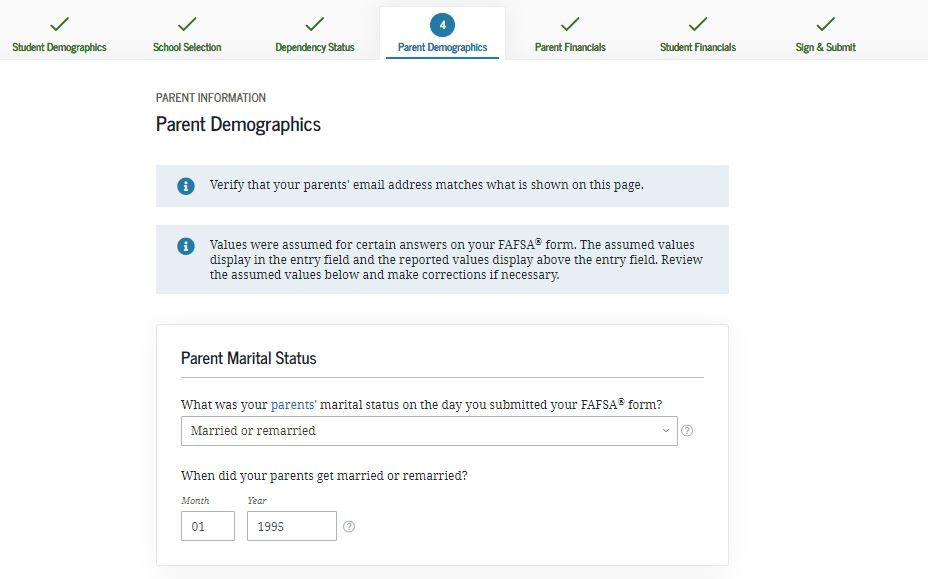 4
Student Demographics School Selection Dependency Status Parent Demographics Parent Financials Student Financials Sign & Submit
PARENT INFORMATION
Parent Demographics
Verify that your parents' email address matches what is shown on this page.
Values were assumed for certain answers on your FAFSA® form. The assumed values
display in the entry field and the reported values display above the entry field. Review
the assumed values below and make corrections if necessary.
Parent Marital Status
What was your parents' marital status on the day you submitted your FAFSA® form?
Married or remarried
When did your parents get married or remarried?
Month Year
01 1995